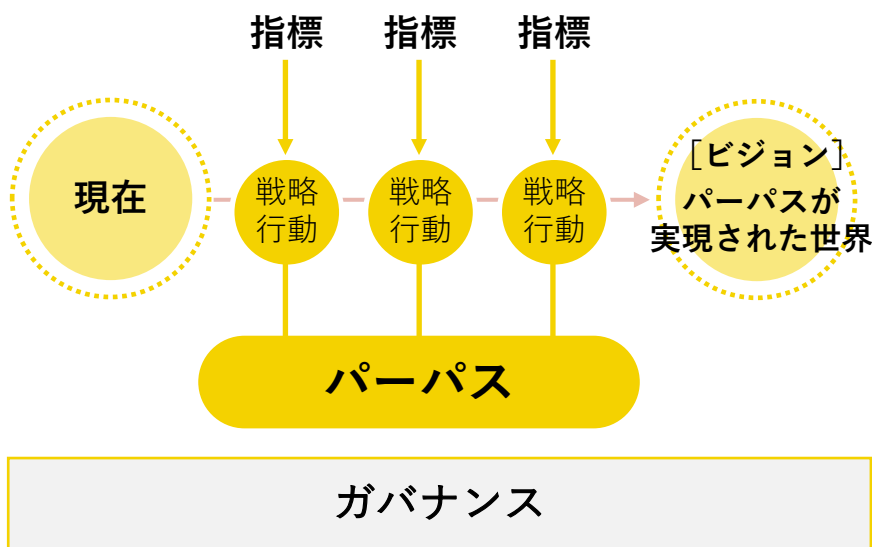 指標 指標 指標
現在
戦略
行動
戦略
行動
戦略
行動
［ビジョン］
パーパスが
実現された世界
パーパス
ガバナンス